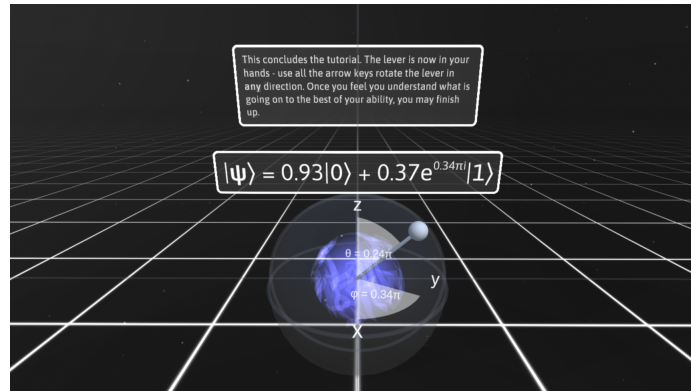 This concludes the tutorial. The lever is now in your
hands - use all the arrow keys rotate the lever in
any direction. Once you feel you understand what is
going on to the best of your ability, you may finish
up.
|ψ⟩ = 0.93|0⟩ + 0.37e^{0.34πi}|1⟩
z
θ = 0.24π
y
φ = 0.34π
X